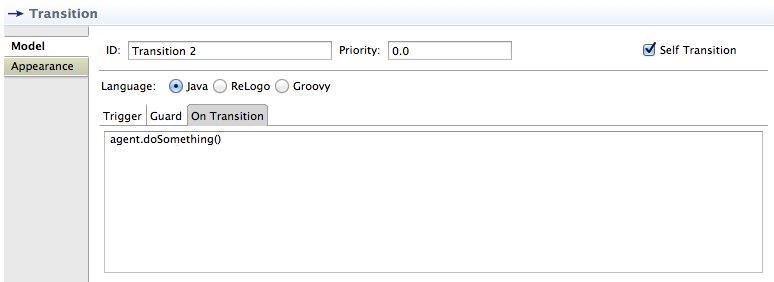 Transition
Model
Appearance
ID: Transition 2 Priority: 0.0 Self Transition
Language: Java ReLogo Groovy
Trigger Guard On Transition
agent.doSomething()